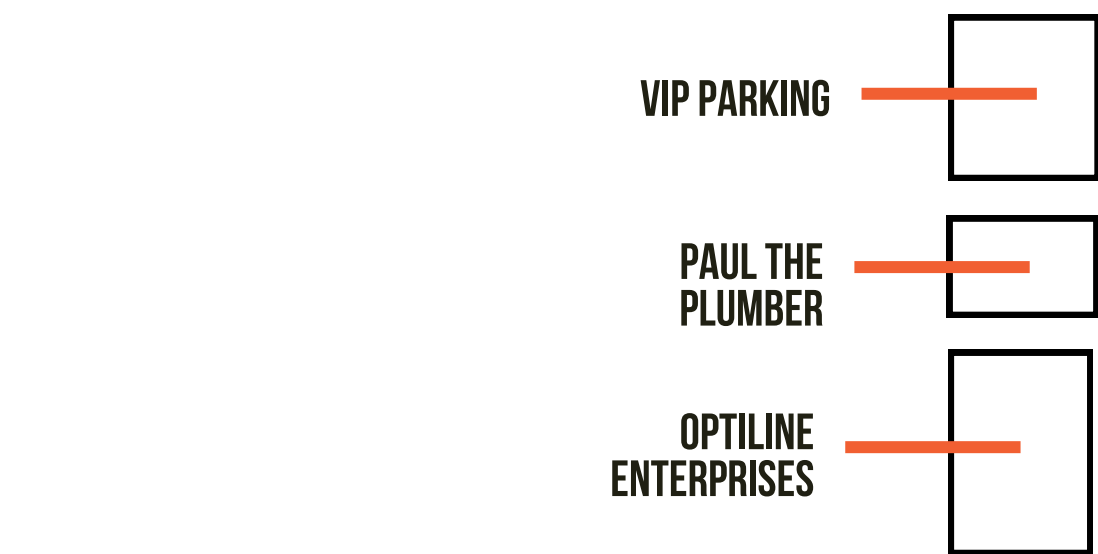 VIP PARKING
PAUL THE
PLUMBER
OPTILINE
ENTERPRISES